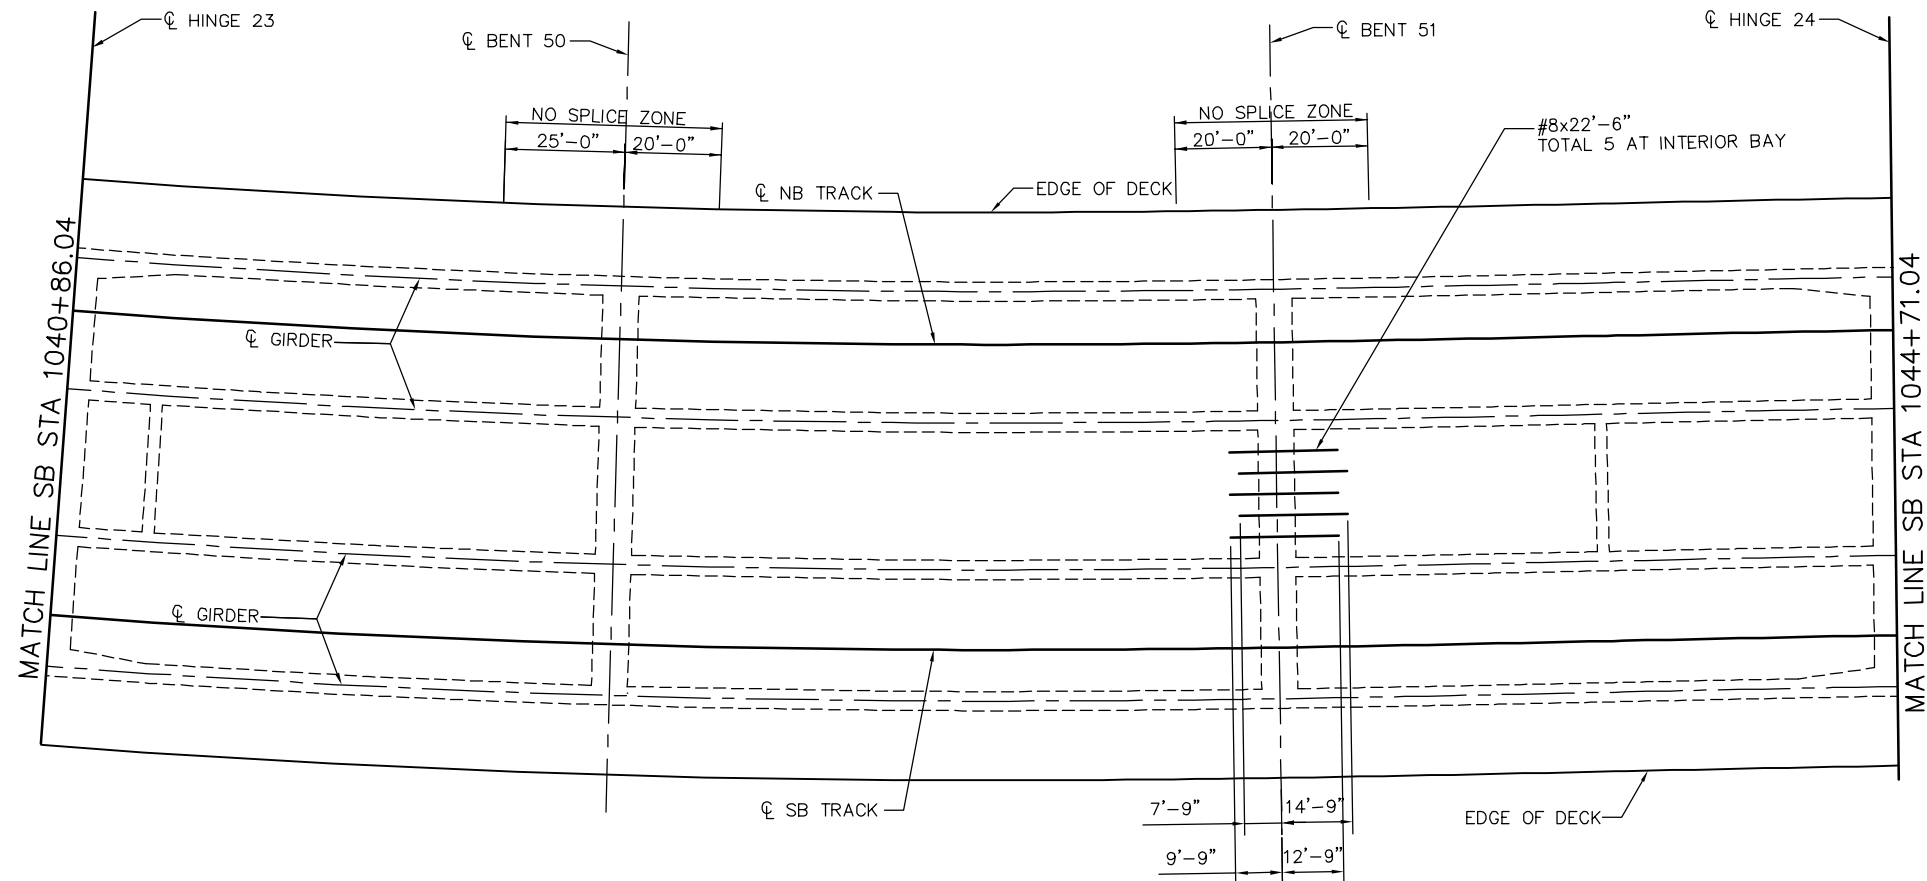 ℄ HINGE 23
℄ BENT 50
℄ BENT 51
℄ HINGE 24
NO SPLICE ZONE
25'-0" 20'-0"
NO SPLICE ZONE
20'-0" 20'-0"
#8x22'-6"
TOTAL 5 AT INTERIOR BAY
℄ NB TRACK
EDGE OF DECK
MATCH LINE SB STA 1040+86.04
℄ GIRDER
MATCH LINE SB STA 1044+71.04
℄ GIRDER
℄ SB TRACK
7'-9" 14'-9"
EDGE OF DECK
9'-9" 12'-9"